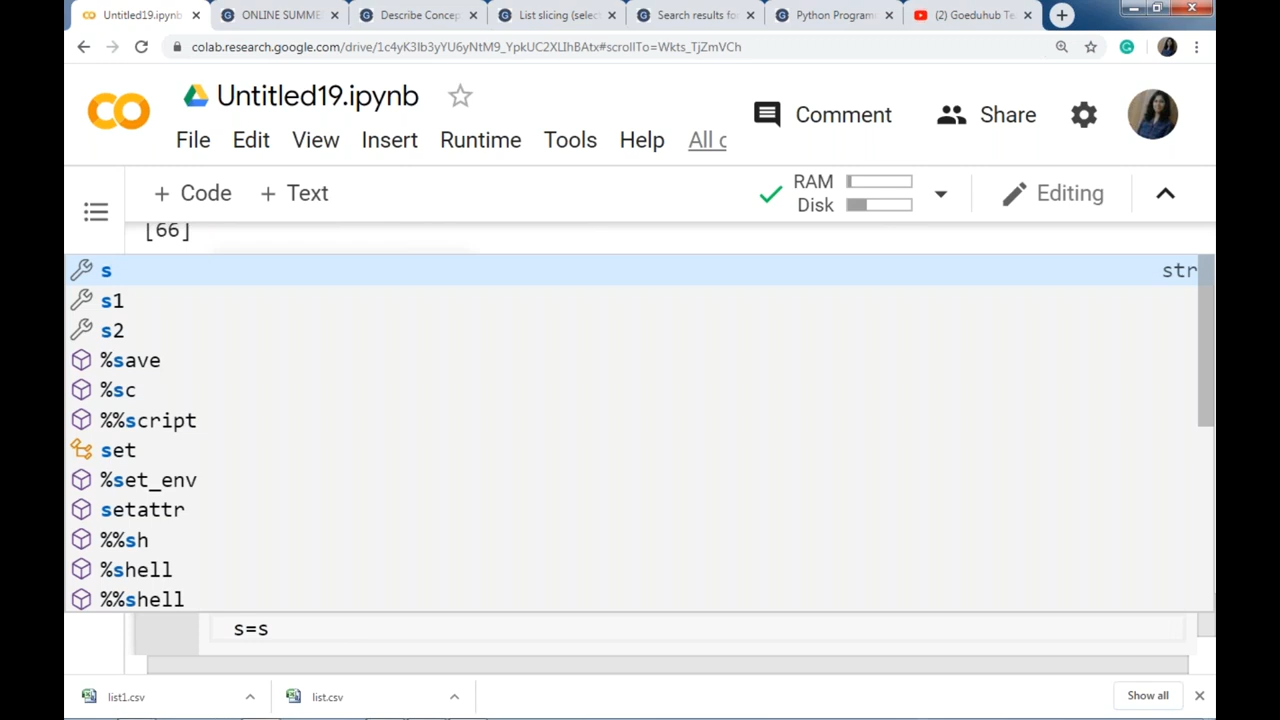 Untitled19.ipynb
ONLINE SUMME
Describe Concep
List slicing (selec
Search results fo
Python Program
(2) Goeduhub Te
colab.research.google.com/drive/1c4yK3Ib3yYU6yNtM9_YpkUC2XLIhBAtx#scrollTo=Wkts_TjZmVCh
CO
Untitled19.ipynb
Comment
Share
File Edit View Insert Runtime Tools Help All c
+ Code + Text
RAM
Disk
Editing
[66]
s str
s1
s2
%save
%sc
%%script
set
%set_env
setattr
%%sh
%shell
%%shell
s=s
list1.csv
list.csv
Show all